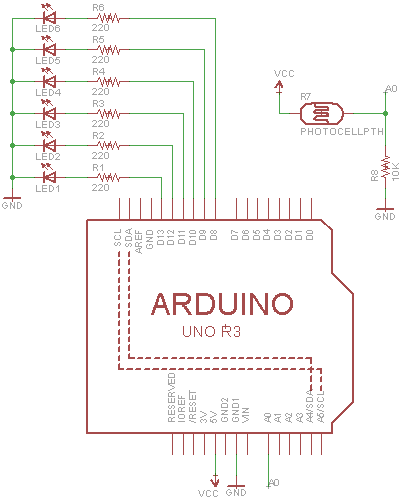 R6
LED6
220
R5
LED5
220
R4
LED4
220
R3
LED3
220
R2
LED2
220
R1
LED1
220
GND
VCC
R7
PHOTOCELLPTH
A0
R8
10K
GND
SCL
SDA
AREF
GND
D13
D12
D11
D10
D9
D8
D7
D6
D5
D4
D3
D2
D1
D0
ARDUINO
UNO R3
RESERVED
IOREF
/RESET
3V
5V
GND2
GND1
VIN
A0
A1
A2
A3
A4/SDA
A5/SCL
VCC
GND
A0